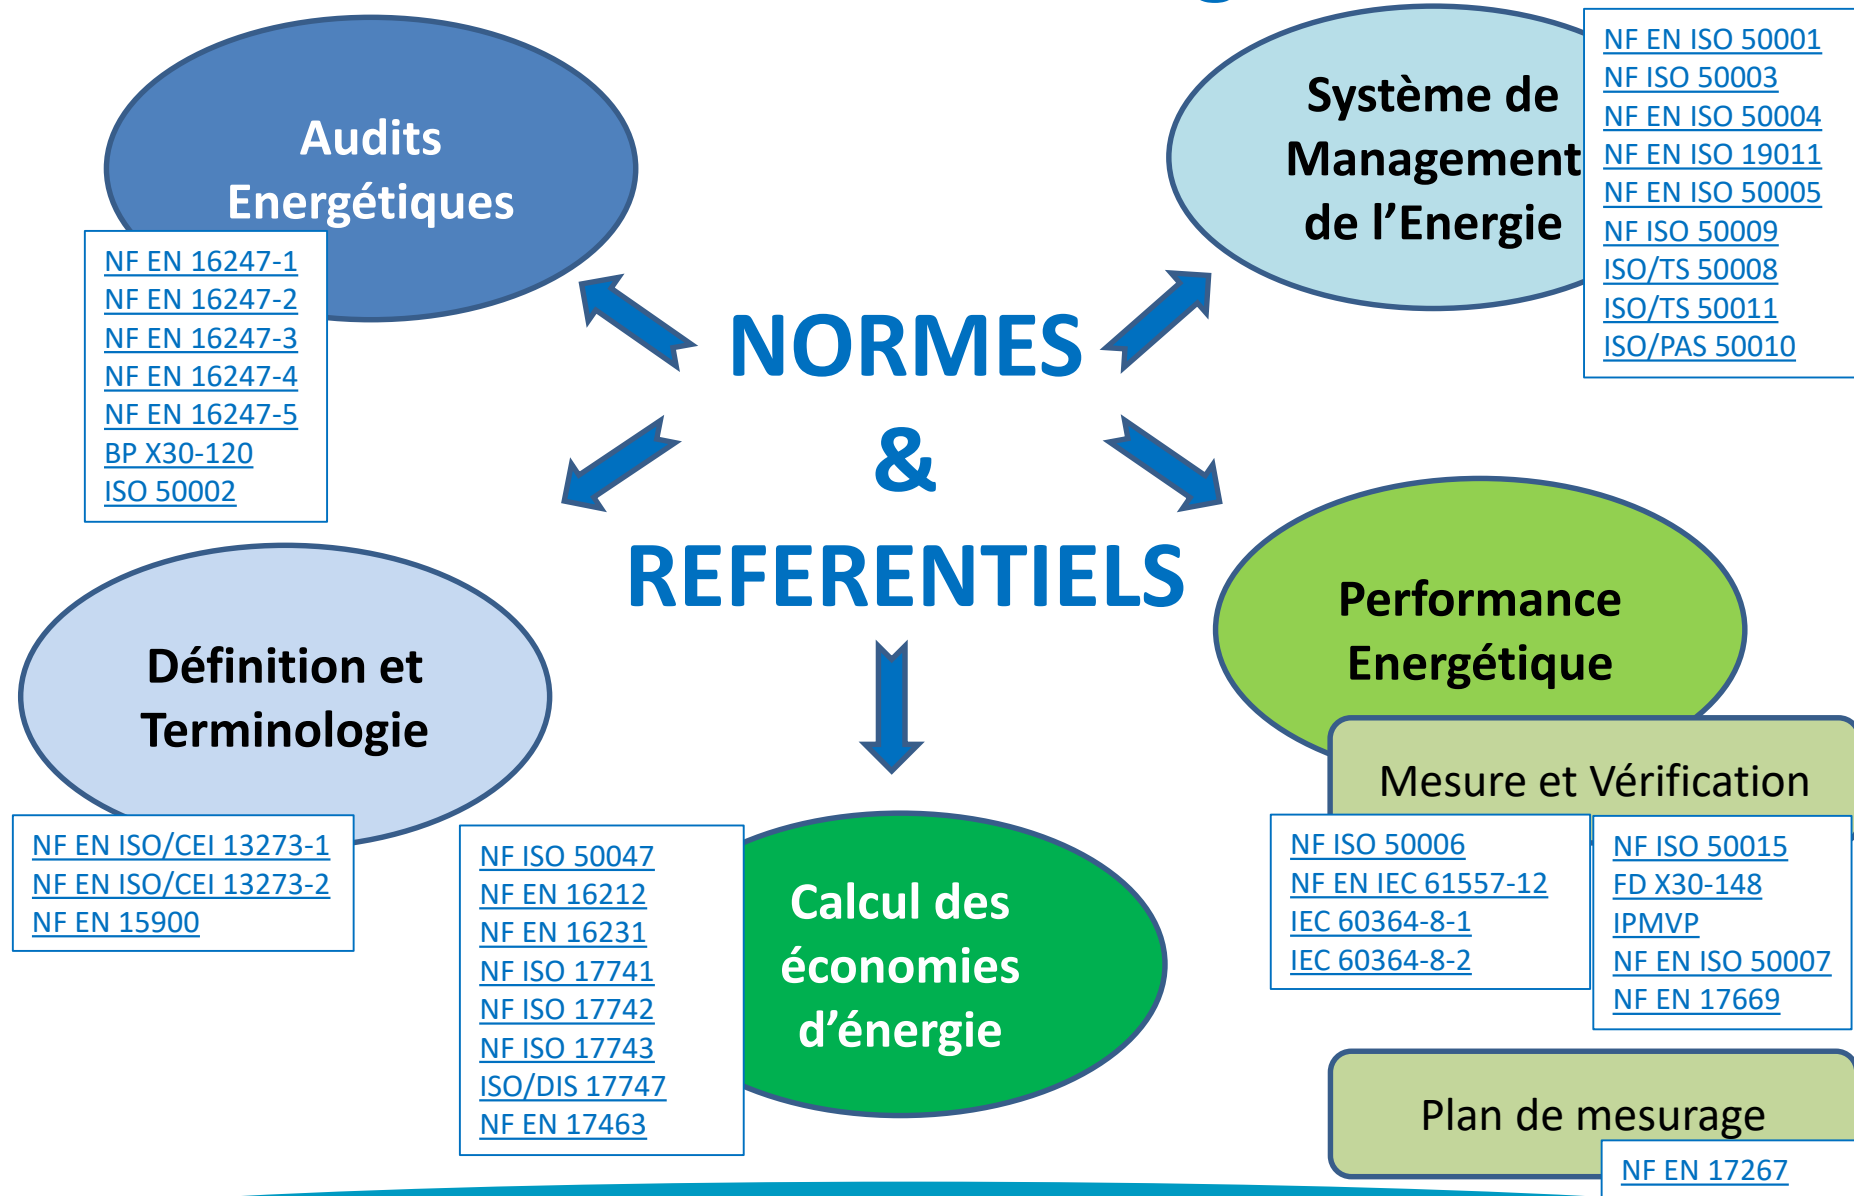 Audits
Energétiques
NF EN 16247-1
NF EN 16247-2
NF EN 16247-3
NF EN 16247-4
NF EN 16247-5
BP X30-120
ISO 50002
Système de
Management
de l'Energie
NF EN ISO 50001
NF ISO 50003
NF EN ISO 50004
NF EN ISO 19011
NF EN ISO 50005
NF ISO 50009
ISO/TS 50008
ISO/TS 50011
ISO/PAS 50010
NORMES
&
REFERENTIELS
Définition et
Terminologie
NF EN ISO/CEI 13273-1
NF EN ISO/CEI 13273-2
NF EN 15900
Calcul des
économies
d'énergie
NF ISO 50047
NF EN 16212
NF EN 16231
NF ISO 17741
NF ISO 17742
NF ISO 17743
ISO/DIS 17747
NF EN 17463
Performance
Energétique
Mesure et Vérification
NF ISO 50006
NF EN IEC 61557-12
IEC 60364-8-1
IEC 60364-8-2
NF ISO 50015
FD X30-148
IPMVP
NF EN ISO 50007
NF EN 17669
Plan de mesurage
NF EN 17267